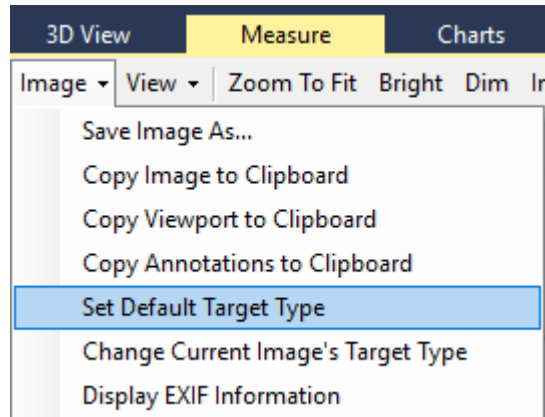 3D View Measure Charts
Image View Zoom To Fit Bright Dim
Save Image As...
Copy Image to Clipboard
Copy Viewport to Clipboard
Copy Annotations to Clipboard
Set Default Target Type
Change Current Image's Target Type
Display EXIF Information